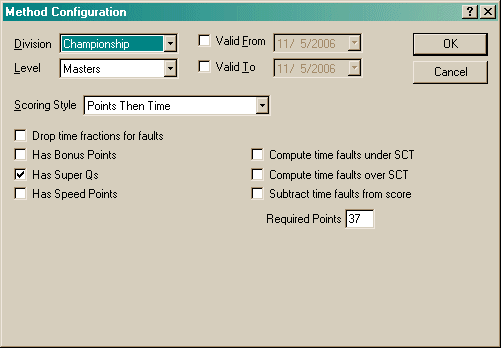 Method Configuration
Division Championship Valid From 11/ 5/2006 OK
Level Masters Valid To 11/ 5/2006 Cancel
Scoring Style Points Then Time
Drop time fractions for faults
Has Bonus Points Compute time faults under SCT
Has Super Qs Compute time faults over SCT
Has Speed Points Subtract time faults from score
Required Points 37